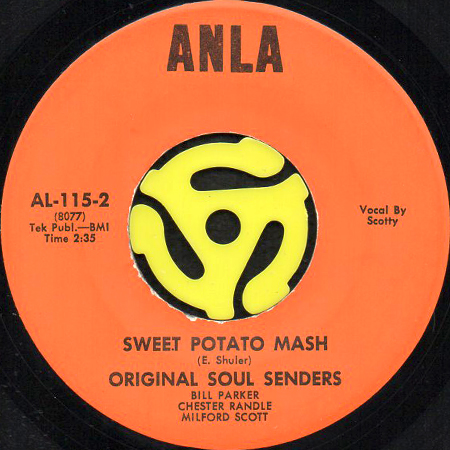 ANLA
AL-115-2
(8077)
Tek Publ.—BMI
Time 2:35
Vocal By
Scotty
SWEET POTATO MASH
(E. Shuler)
ORIGINAL SOUL SENDERS
BILL PARKER
CHESTER RANDLE
MILFORD SCOTT